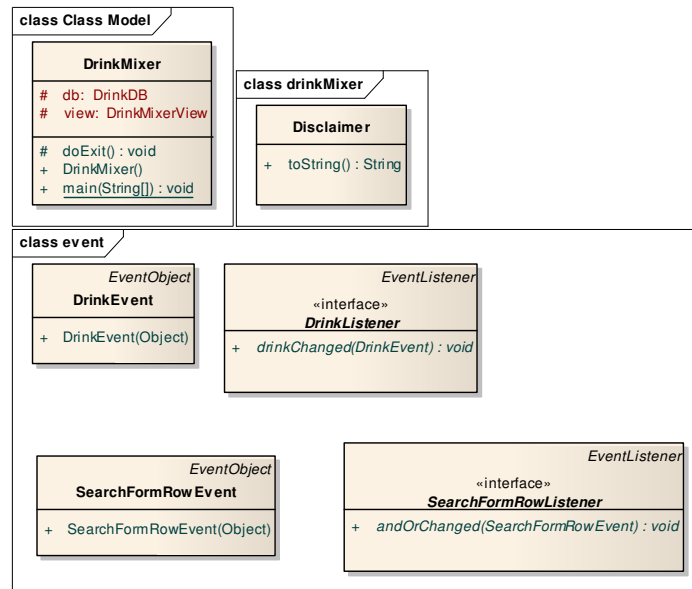 class Class Model
DrinkMixer
# db: DrinkDB
# view: DrinkMixerView
# doExit() : void
+ DrinkMixer()
+ main(String[]) : void
class drinkMixer
Disclaimer
+ toString() : String
class event
EventObject
DrinkEvent
+ DrinkEvent(Object)
EventListener
«interface»
DrinkListener
+ drinkChanged(DrinkEvent) : void
EventObject
SearchFormRowEvent
+ SearchFormRowEvent(Object)
EventListener
«interface»
SearchFormRowListener
+ andOrChanged(SearchFormRowEvent) : void